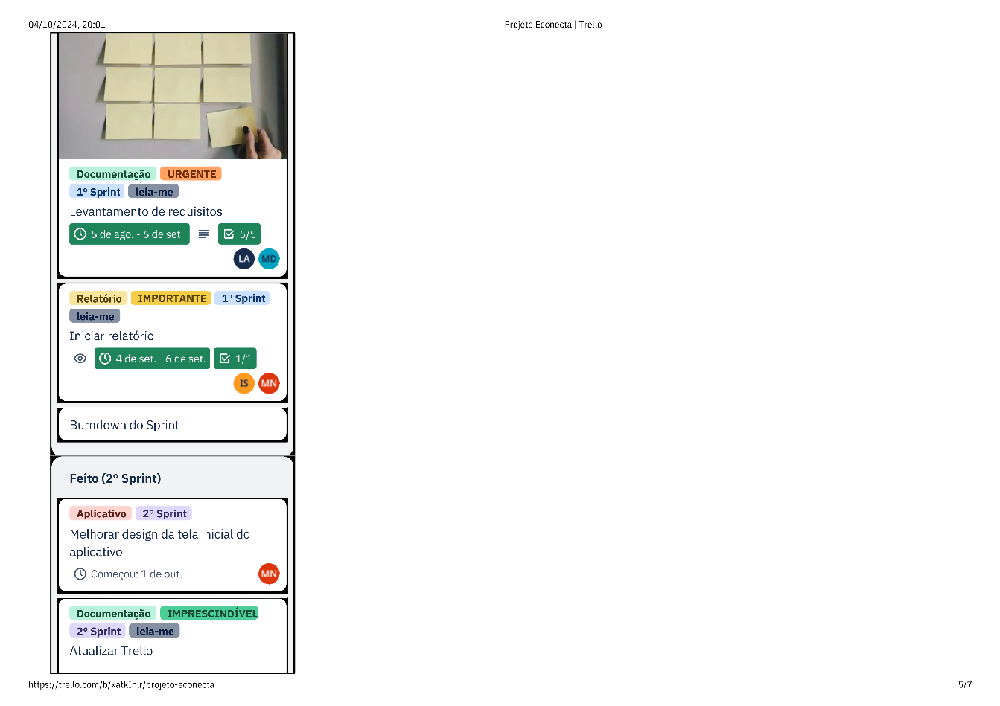 04/10/2024, 20:01
Projeto Econecta | Trello
Documentação URGENTE
1º Sprint leia-me
Levantamento de requisitos
5 de ago. - 6 de set. 5/5
LA MD
Relatório IMPORTANTE 1º Sprint
leia-me
Iniciar relatório
4 de set. - 6 de set. 1/1
IS MN
Burndown do Sprint
Feito (2º Sprint)
Aplicativo 2º Sprint
Melhorar design da tela inicial do
aplicativo
Começou: 1 de out. MN
Documentação IMPRESCINDÍVEL
2º Sprint leia-me
Atualizar Trello
https://trello.com/b/xatkIhlr/projeto-econecta
5/7